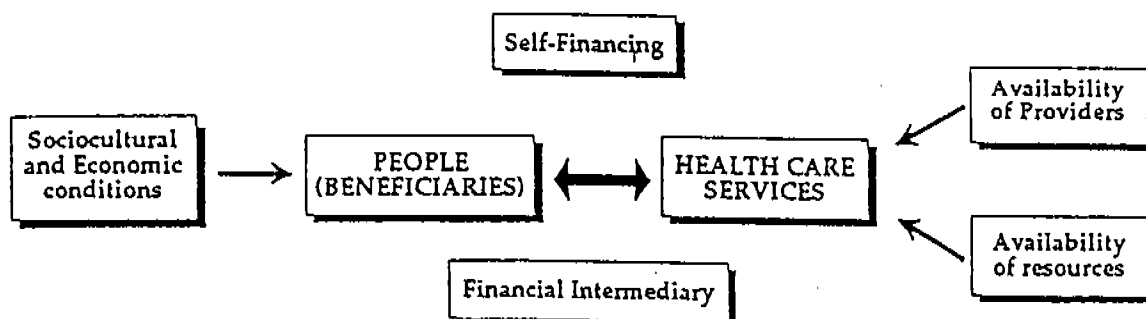 Self-Financing
Availability
of Providers
Sociocultural
and Economic
conditions
PEOPLE
(BENEFICIARIES)
HEALTH CARE
SERVICES
Availability
of resources
Financial Intermediary